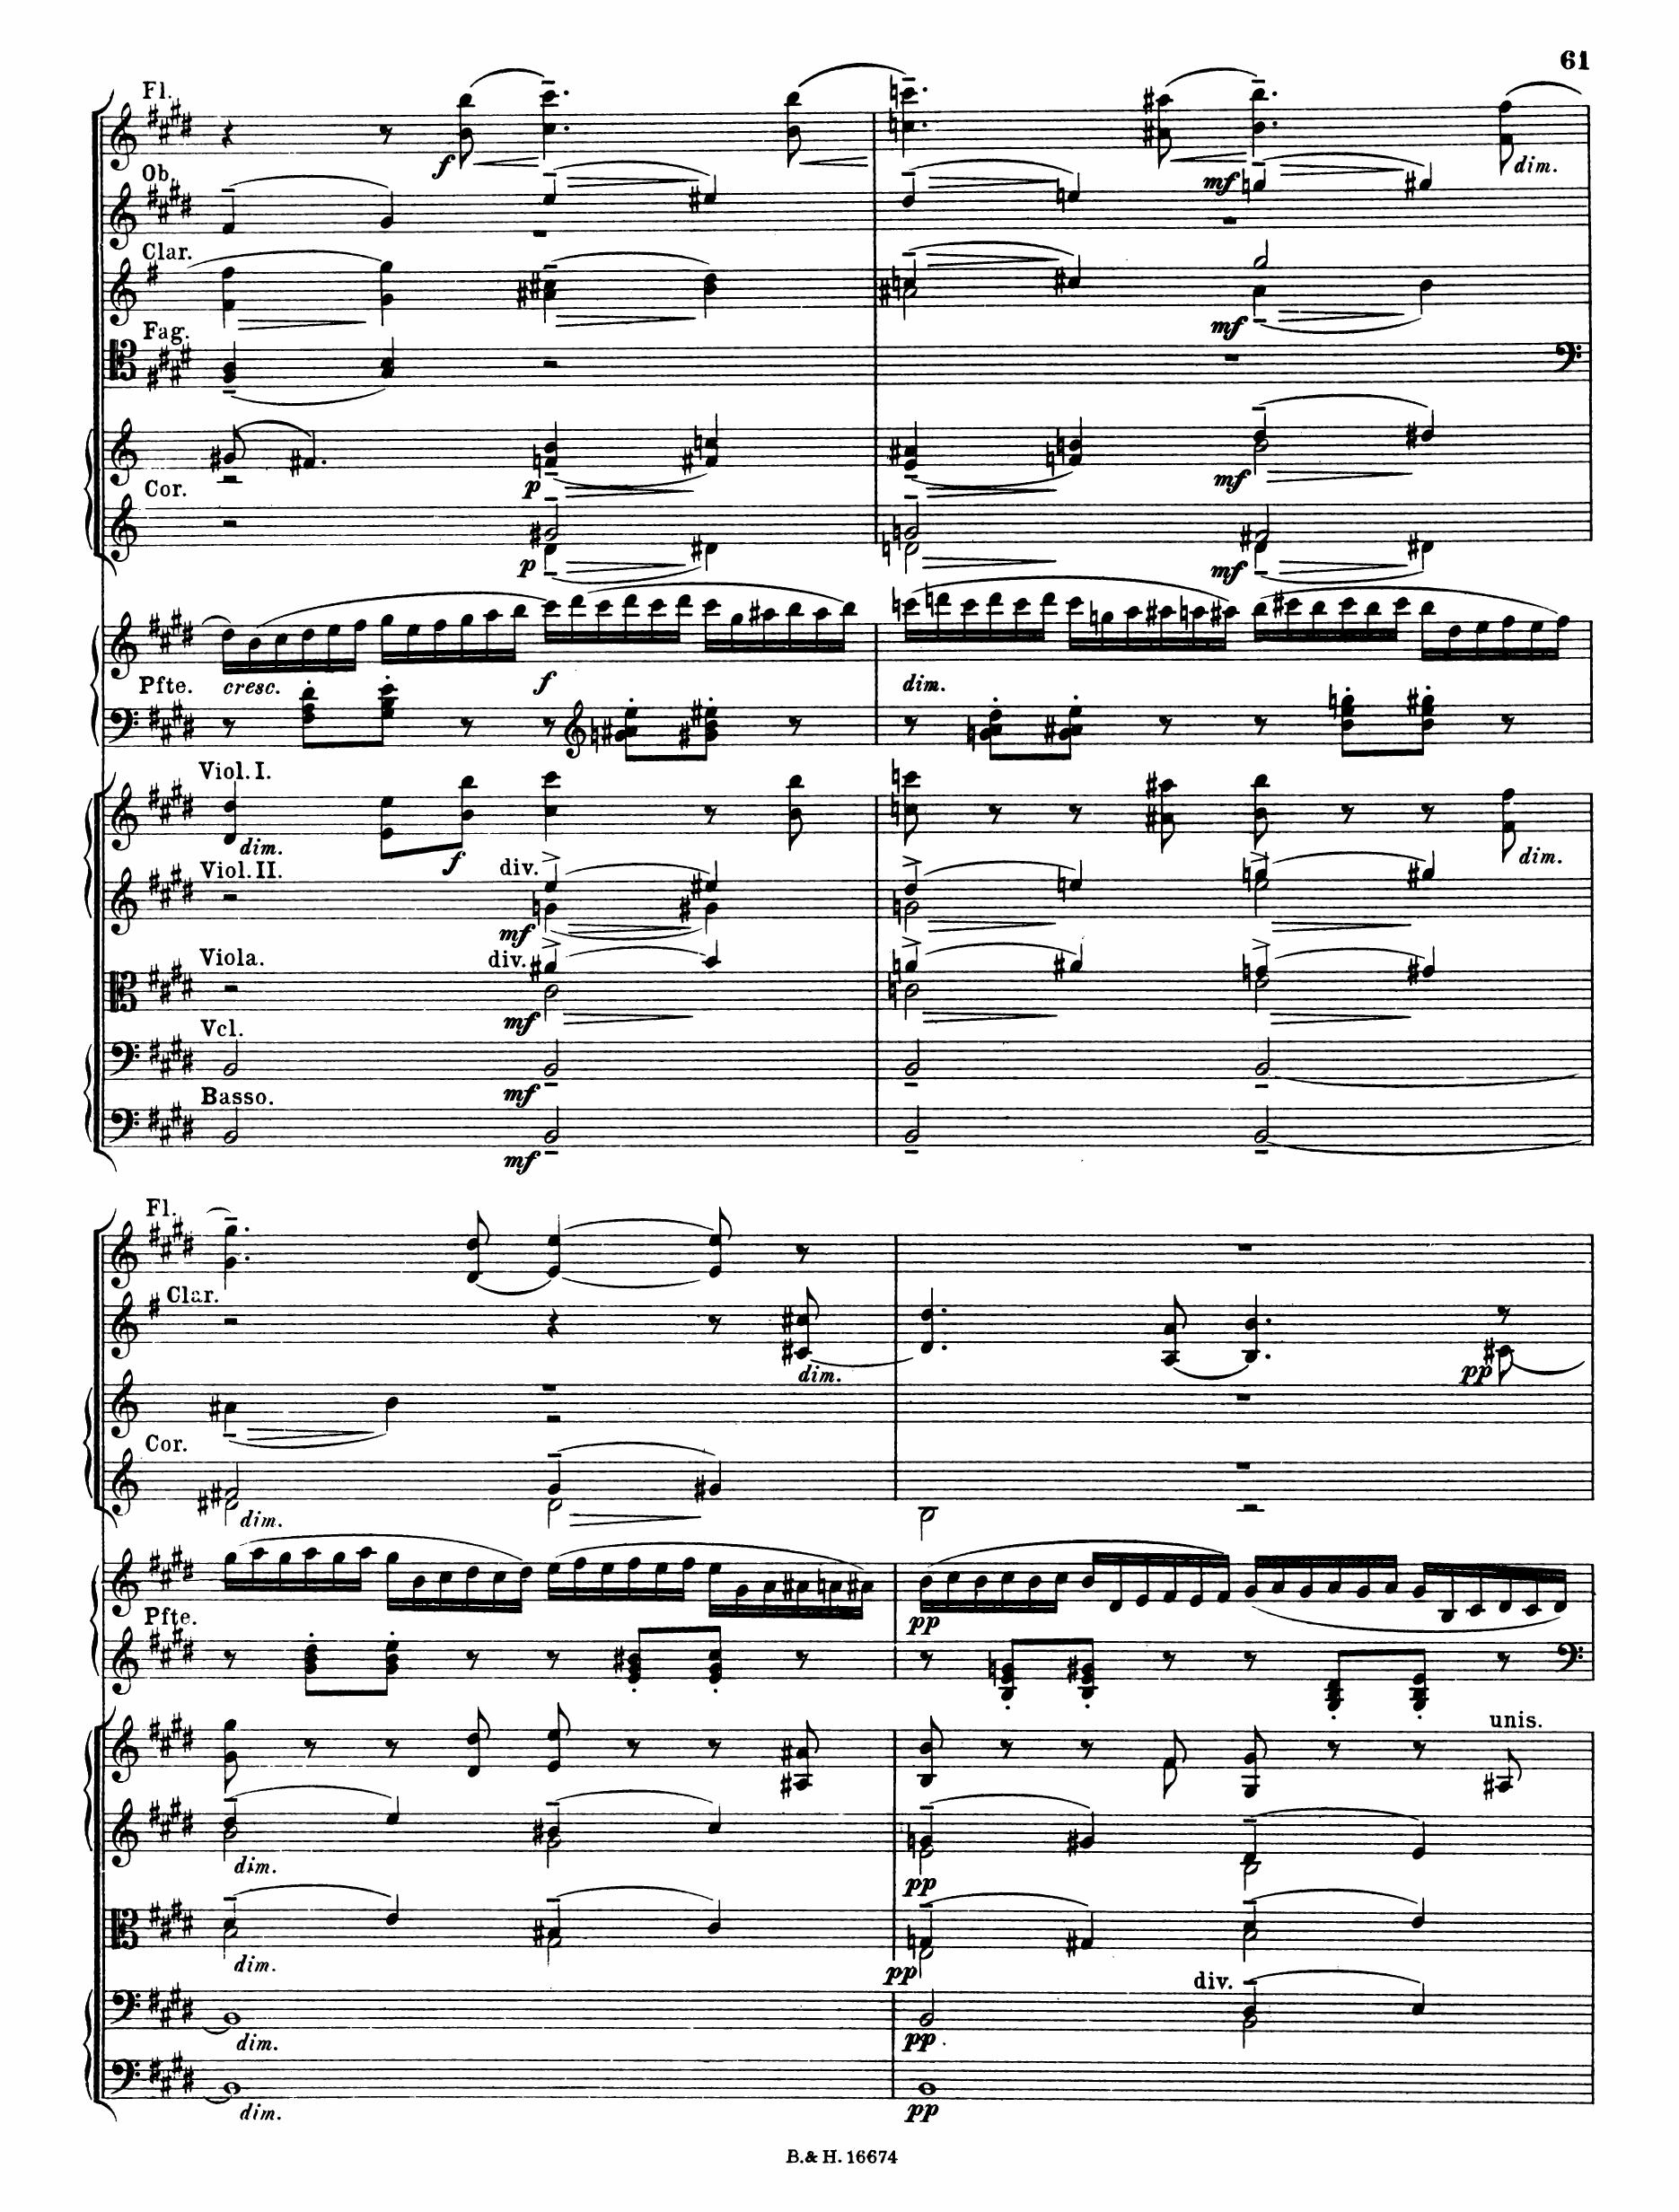 61
Fl.
f
dim.
Ob.
mf
Clar.
mf
Fag.
p
mf
Cor.
p
mf
cresc.
f
dim.
Pfte.
Viol. I.
dim.
f
dim.
Viol. II.
div.
mf
Viola.
div.
mf
Vcl.
mf
Basso.
mf
Fl.
Clar.
dim.
pp
Cor.
dim.
pp
Pfte.
unis.
dim.
pp
dim.
pp
div.
dim.
pp
dim.
pp
B. & H. 16674